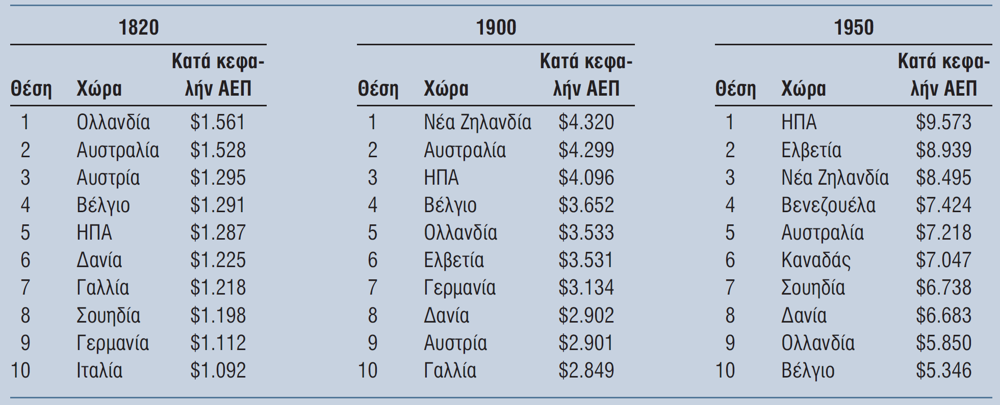 1820 1900 1950
Κατά κεφα- Κατά κεφα- Κατά κεφα-
Θέση Χώρα λήν ΑΕΠ Θέση Χώρα λήν ΑΕΠ Θέση Χώρα λήν ΑΕΠ
1 Ολλανδία $1.561 1 Νέα Ζηλανδία $4.320 1 ΗΠΑ $9.573
2 Αυστραλία $1.528 2 Αυστραλία $4.299 2 Ελβετία $8.939
3 Αυστρία $1.295 3 ΗΠΑ $4.096 3 Νέα Ζηλανδία $8.495
4 Βέλγιο $1.291 4 Βέλγιο $3.652 4 Βενεζουέλα $7.424
5 ΗΠΑ $1.287 5 Ολλανδία $3.533 5 Αυστραλία $7.218
6 Δανία $1.225 6 Ελβετία $3.531 6 Καναδάς $7.047
7 Γαλλία $1.218 7 Γερμανία $3.134 7 Σουηδία $6.738
8 Σουηδία $1.198 8 Δανία $2.902 8 Δανία $6.683
9 Γερμανία $1.112 9 Αυστρία $2.901 9 Ολλανδία $5.850
10 Ιταλία $1.092 10 Γαλλία $2.849 10 Βέλγιο $5.346